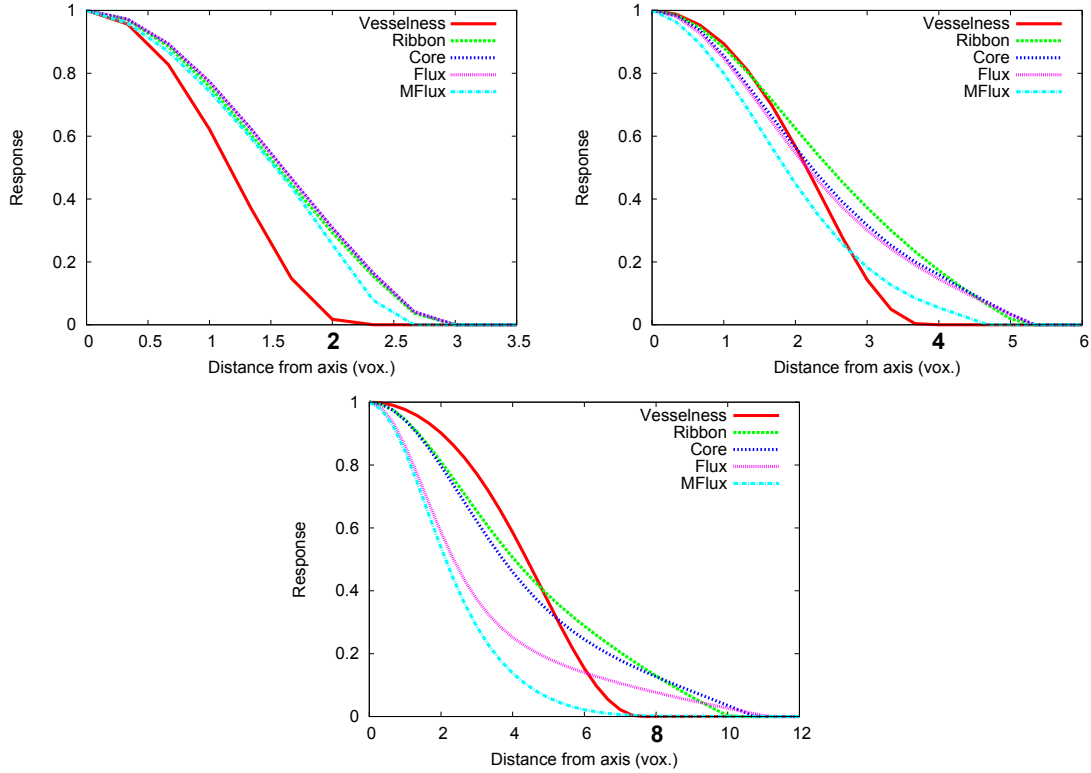 1
0.8
0.6
0.4
0.2
0
Response
Vesselness
Ribbon
Core
Flux
MFlux
0 0.5 1 1.5 2 2.5 3 3.5
Distance from axis (vox.)
1
0.8
0.6
0.4
0.2
0
Response
Vesselness
Ribbon
Core
Flux
MFlux
0 1 2 3 4 5 6
Distance from axis (vox.)
1
0.8
0.6
0.4
0.2
0
Response
Vesselness
Ribbon
Core
Flux
MFlux
0 2 4 6 8 10 12
Distance from axis (vox.)